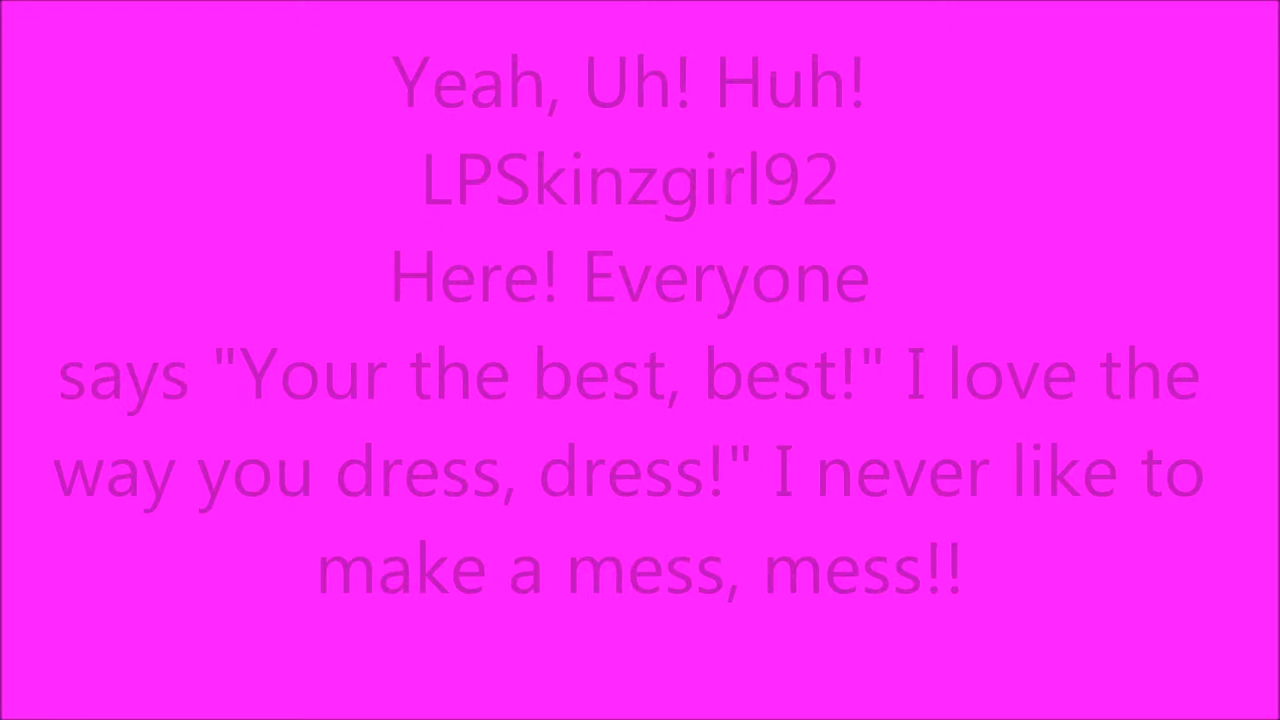 Yeah, Uh! Huh!
LPSkinzgirl92
Here! Everyone
says "Your the best, best!" I love the
way you dress, dress!" I never like to
make a mess, mess!!